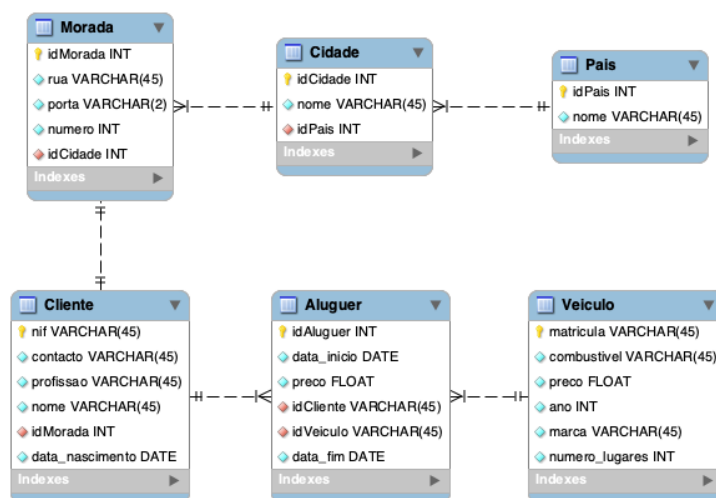 Morada
idMorada INT
rua VARCHAR(45)
porta VARCHAR(2)
numero INT
idCidade INT
Indexes
Cidade
idCidade INT
nome VARCHAR(45)
idPais INT
Indexes
Pais
idPais INT
nome VARCHAR(45)
Indexes
Cliente
nif VARCHAR(45)
contacto VARCHAR(45)
profissao VARCHAR(45)
nome VARCHAR(45)
idMorada INT
data_nascimento DATE
Indexes
Aluguer
idAluguer INT
data_inicio DATE
preco FLOAT
idCliente VARCHAR(45)
idVeiculo VARCHAR(45)
data_fim DATE
Indexes
Veiculo
matricula VARCHAR(45)
combustivel VARCHAR(45)
preco FLOAT
ano INT
marca VARCHAR(45)
numero_lugares INT
Indexes